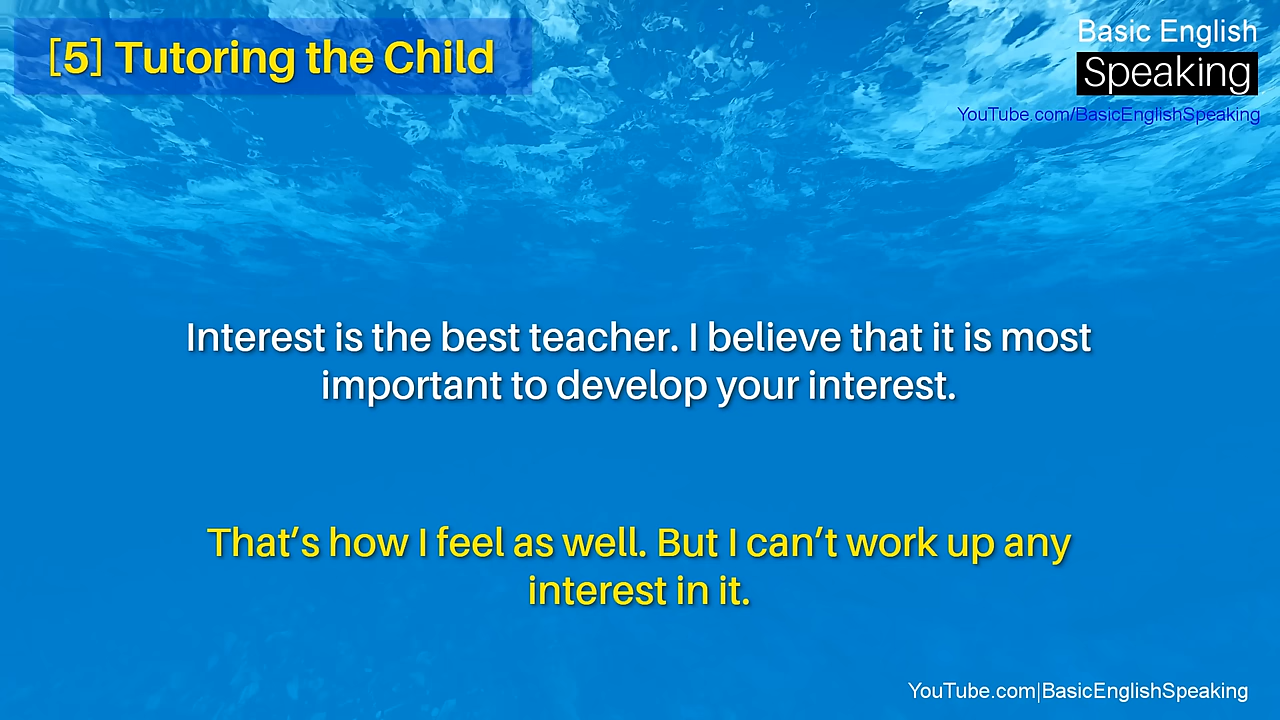 [5] Tutoring the Child
Basic English
Speaking
YouTube.com/BasicEnglishSpeaking
Interest is the best teacher. I believe that it is most
important to develop your interest.
That’s how I feel as well. But I can’t work up any
interest in it.
YouTube.com|BasicEnglishSpeaking